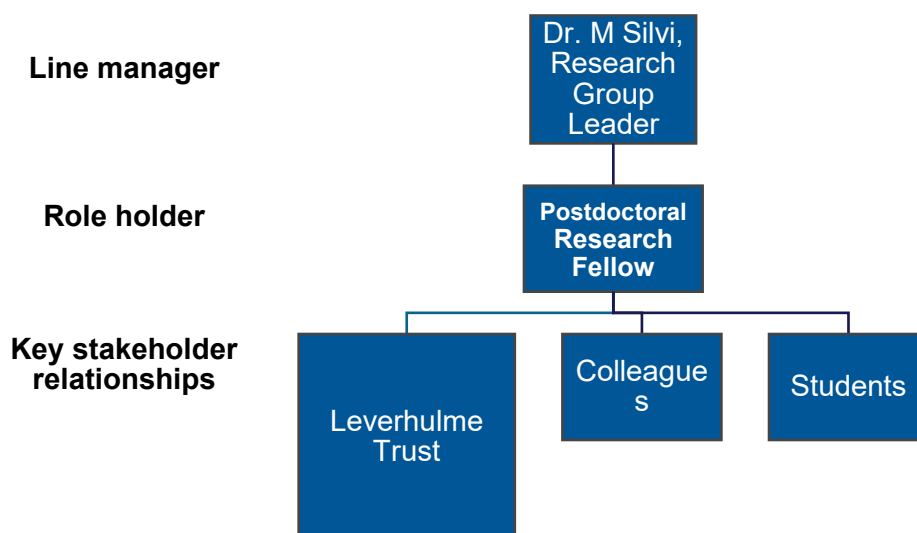 Line manager
Dr. M Silvi,
Research
Group
Leader
Role holder
Postdoctoral
Research
Fellow
Key stakeholder
relationships
Leverhulme
Trust
Colleague
s
Students